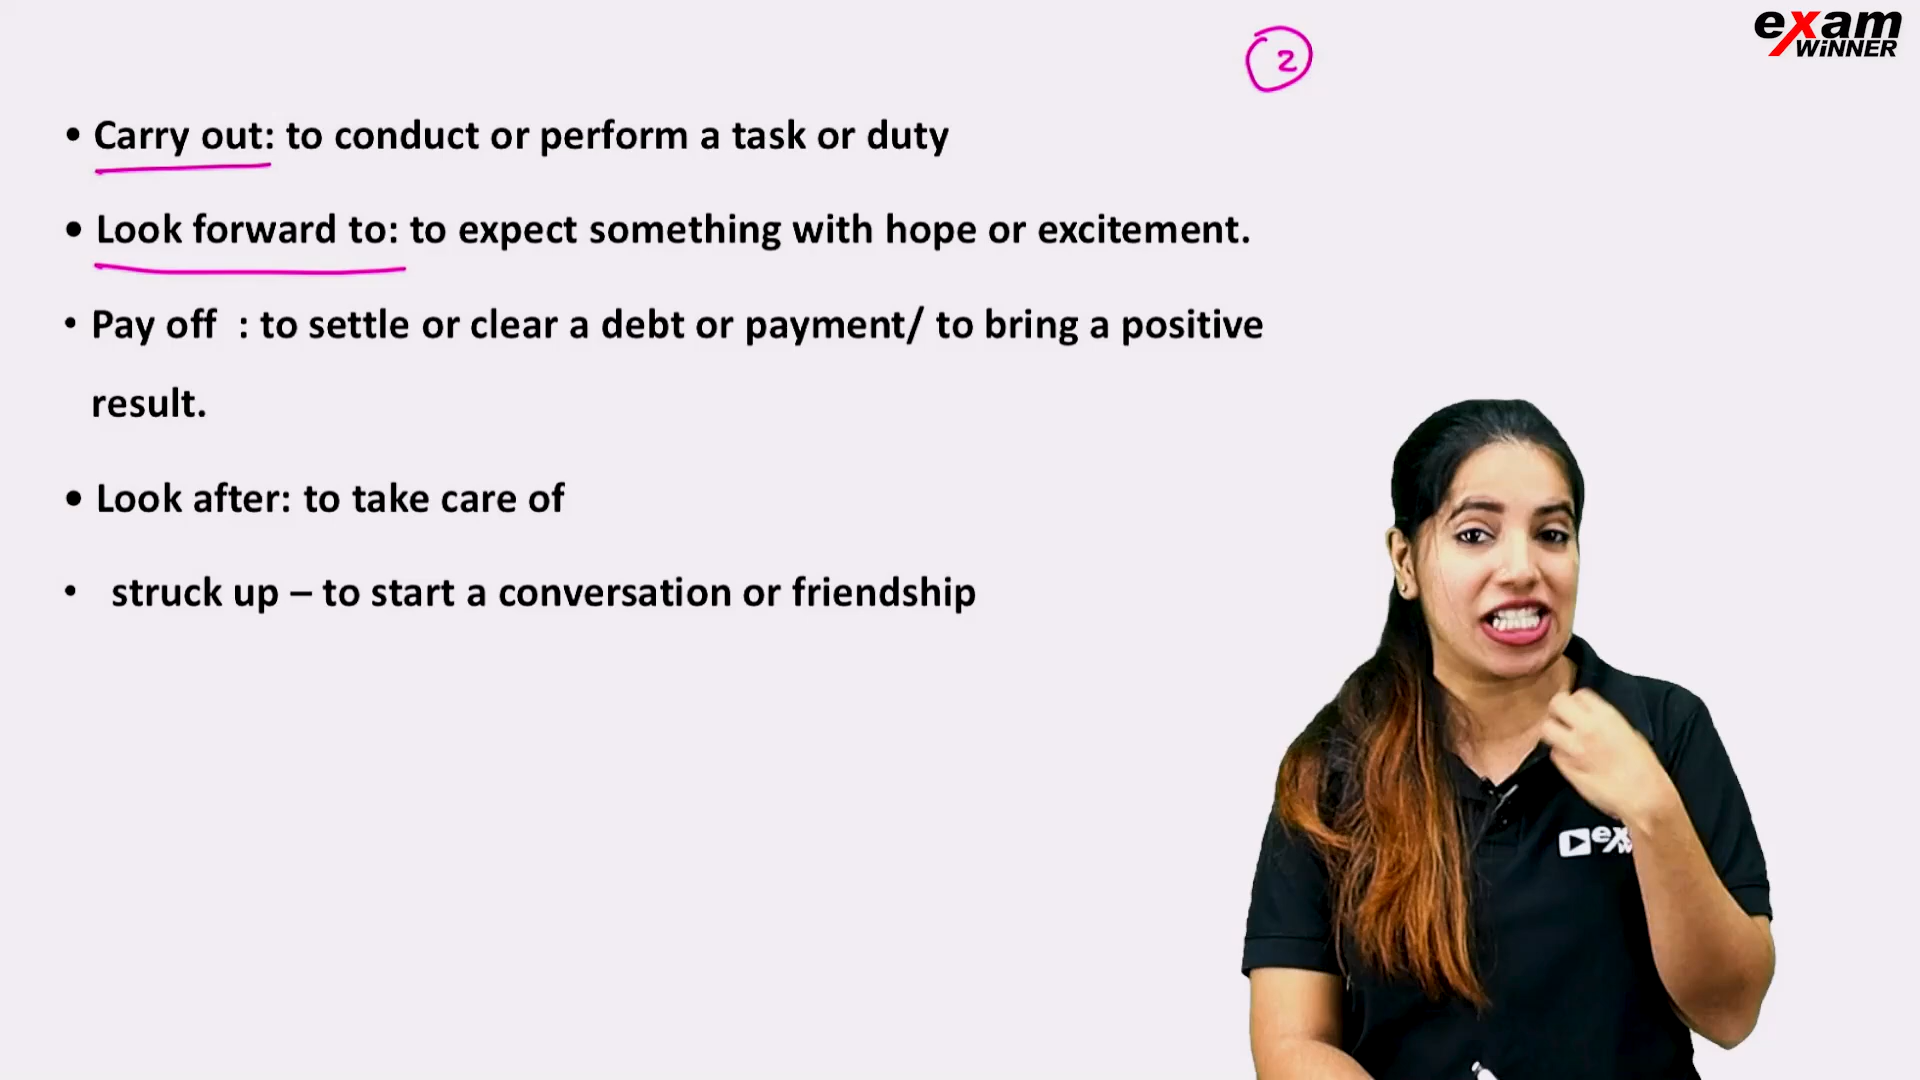 exam
WiNNER
2
• Carry out: to conduct or perform a task or duty
• Look forward to: to expect something with hope or excitement.
• Pay off : to settle or clear a debt or payment/ to bring a positive
result.
• Look after: to take care of
• struck up – to start a conversation or friendship